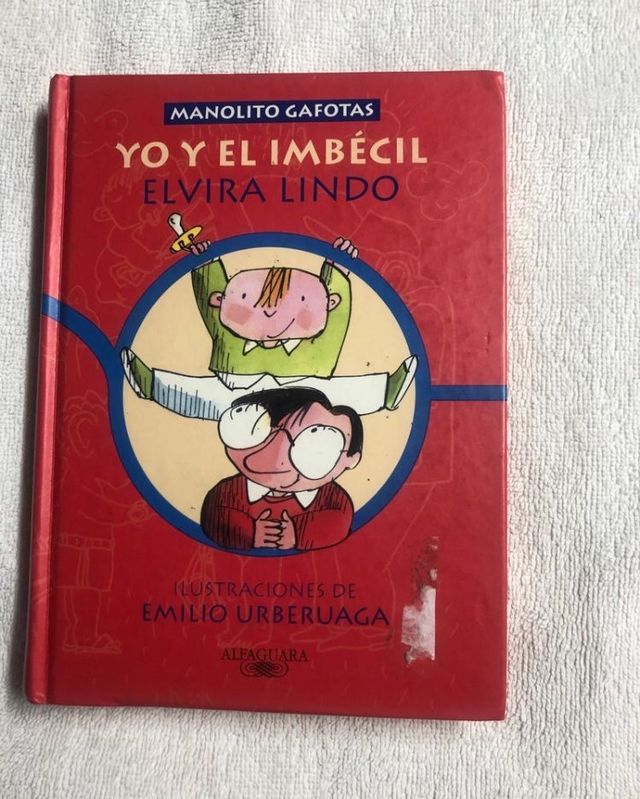 MANOLITO GAFOTAS
YO Y EL IMBÉCIL
ELVIRA LINDO
ILUSTRACIONES DE
EMILIO URBERUAGA
ALFAGUARA